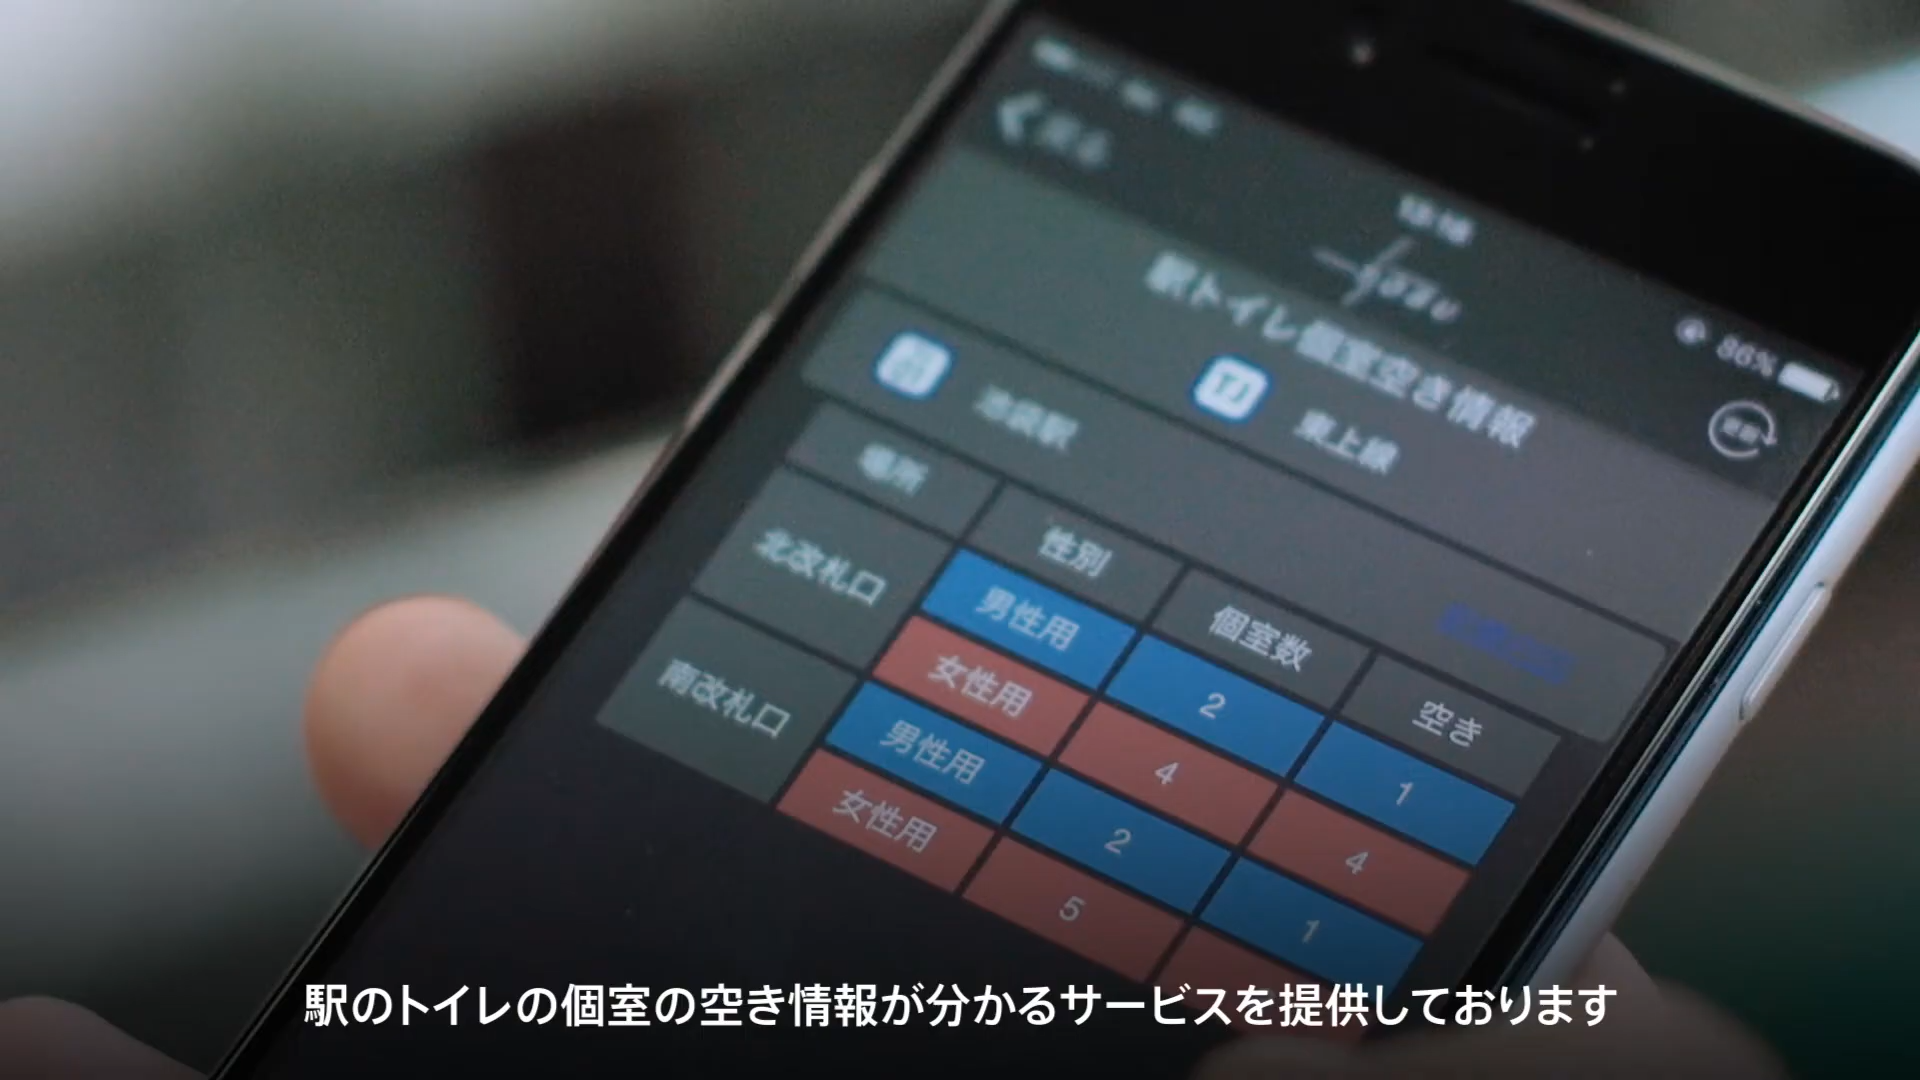 戻る
駅トイレ個室空き情報
86%
池袋駅
TJ 東上線
場所 性別 個室数 空き
北改札口 男性用 2 1
女性用 4 4
南改札口 男性用 2 1
女性用 5
駅のトイレの個室の空き情報が分かるサービスを提供しております